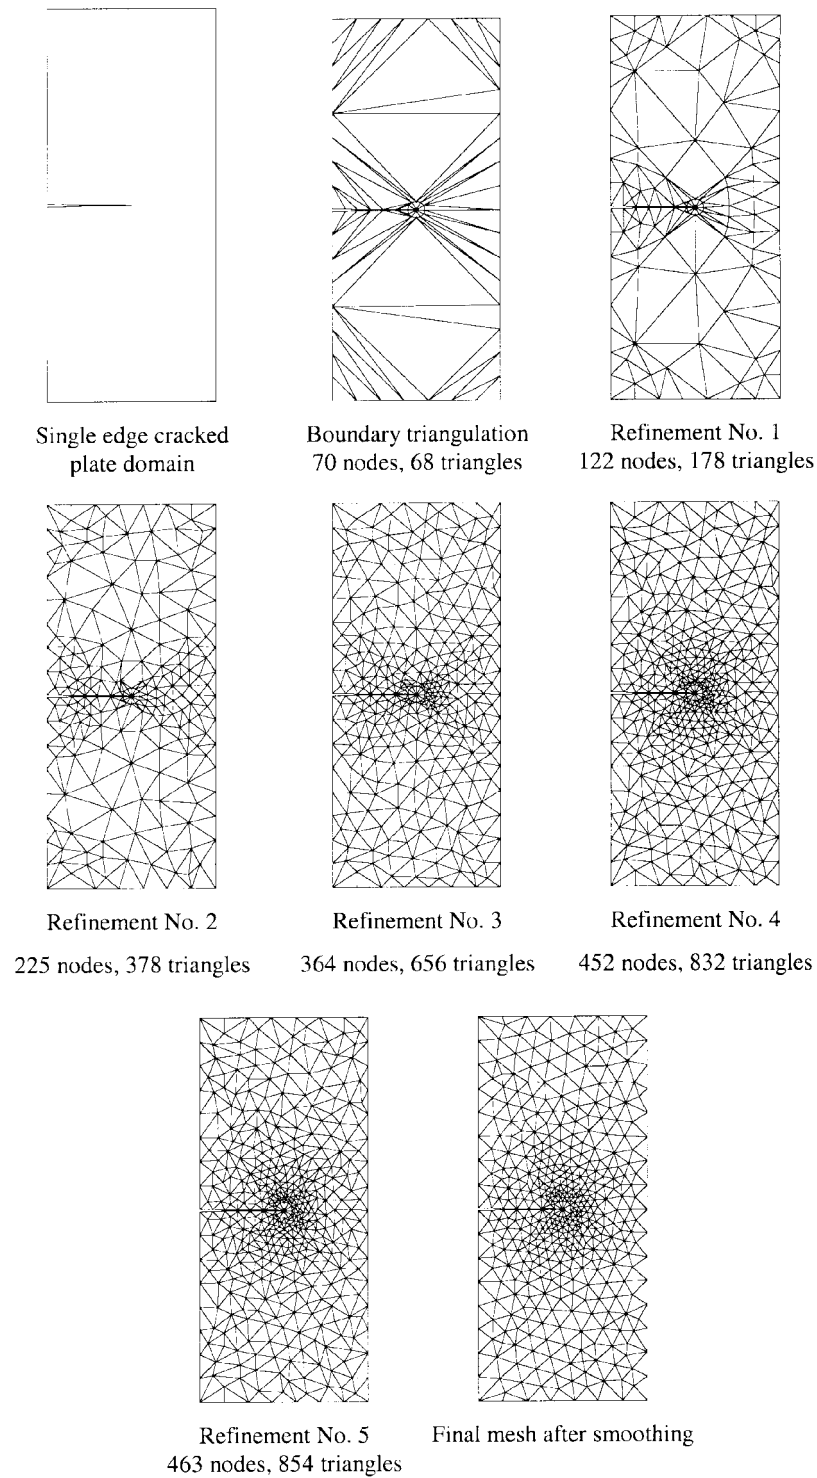 Single edge cracked
plate domain
Boundary triangulation
70 nodes, 68 triangles
Refinement No. 1
122 nodes, 178 triangles
Refinement No. 2
225 nodes, 378 triangles
Refinement No. 3
364 nodes, 656 triangles
Refinement No. 4
452 nodes, 832 triangles
Refinement No. 5
463 nodes, 854 triangles
Final mesh after smoothing